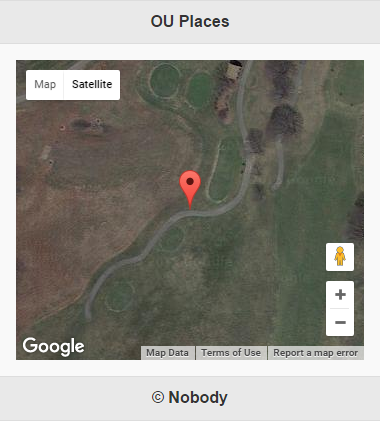 OU Places
Map
Satellite
Google
Map Data
Terms of Use
Report a map error
© Nobody